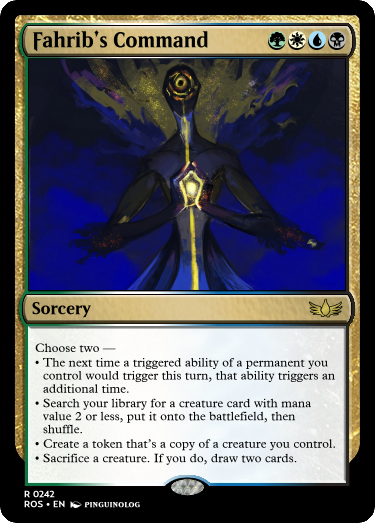 Fahrib's Command
Sorcery
Choose two —
• The next time a triggered ability of a permanent you
control would trigger this turn, that ability triggers an
additional time.
• Search your library for a creature card with mana
value 2 or less, put it onto the battlefield, then
shuffle.
• Create a token that's a copy of a creature you control.
• Sacrifice a creature. If you do, draw two cards.
R 0242
ROS • EN PINGUINOLOG